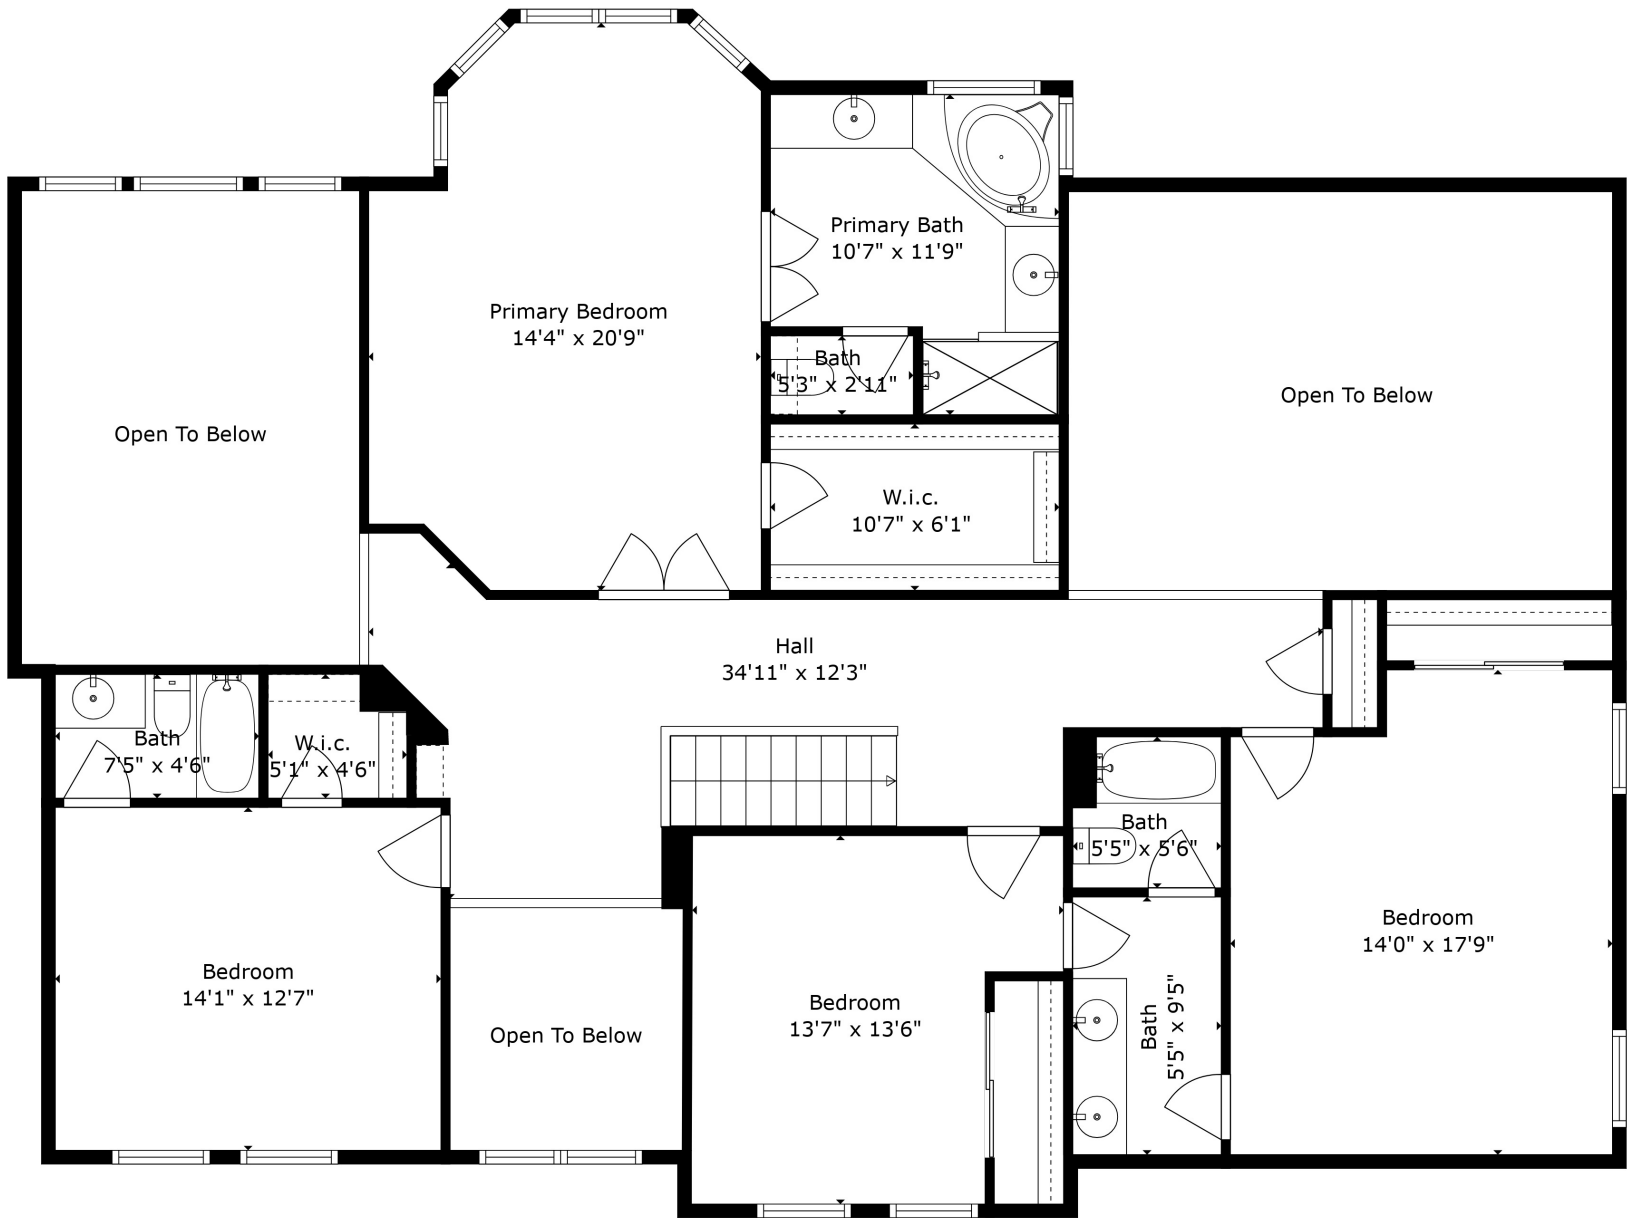 Primary Bath
10'7" x 11'9"
Primary Bedroom
14'4" x 20'9"
Bath
5'3" x 2'11"
Open To Below
Open To Below
W.i.c.
10'7" x 6'1"
Hall
34'11" x 12'3"
Bath
7'5" x 4'6"
W.i.c.
5'1" x 4'6"
Bath
5'5" x 5'6"
Bedroom
14'0" x 17'9"
Bedroom
14'1" x 12'7"
Bedroom
13'7" x 13'6"
Bath
5'5" x 9'5"
Open To Below